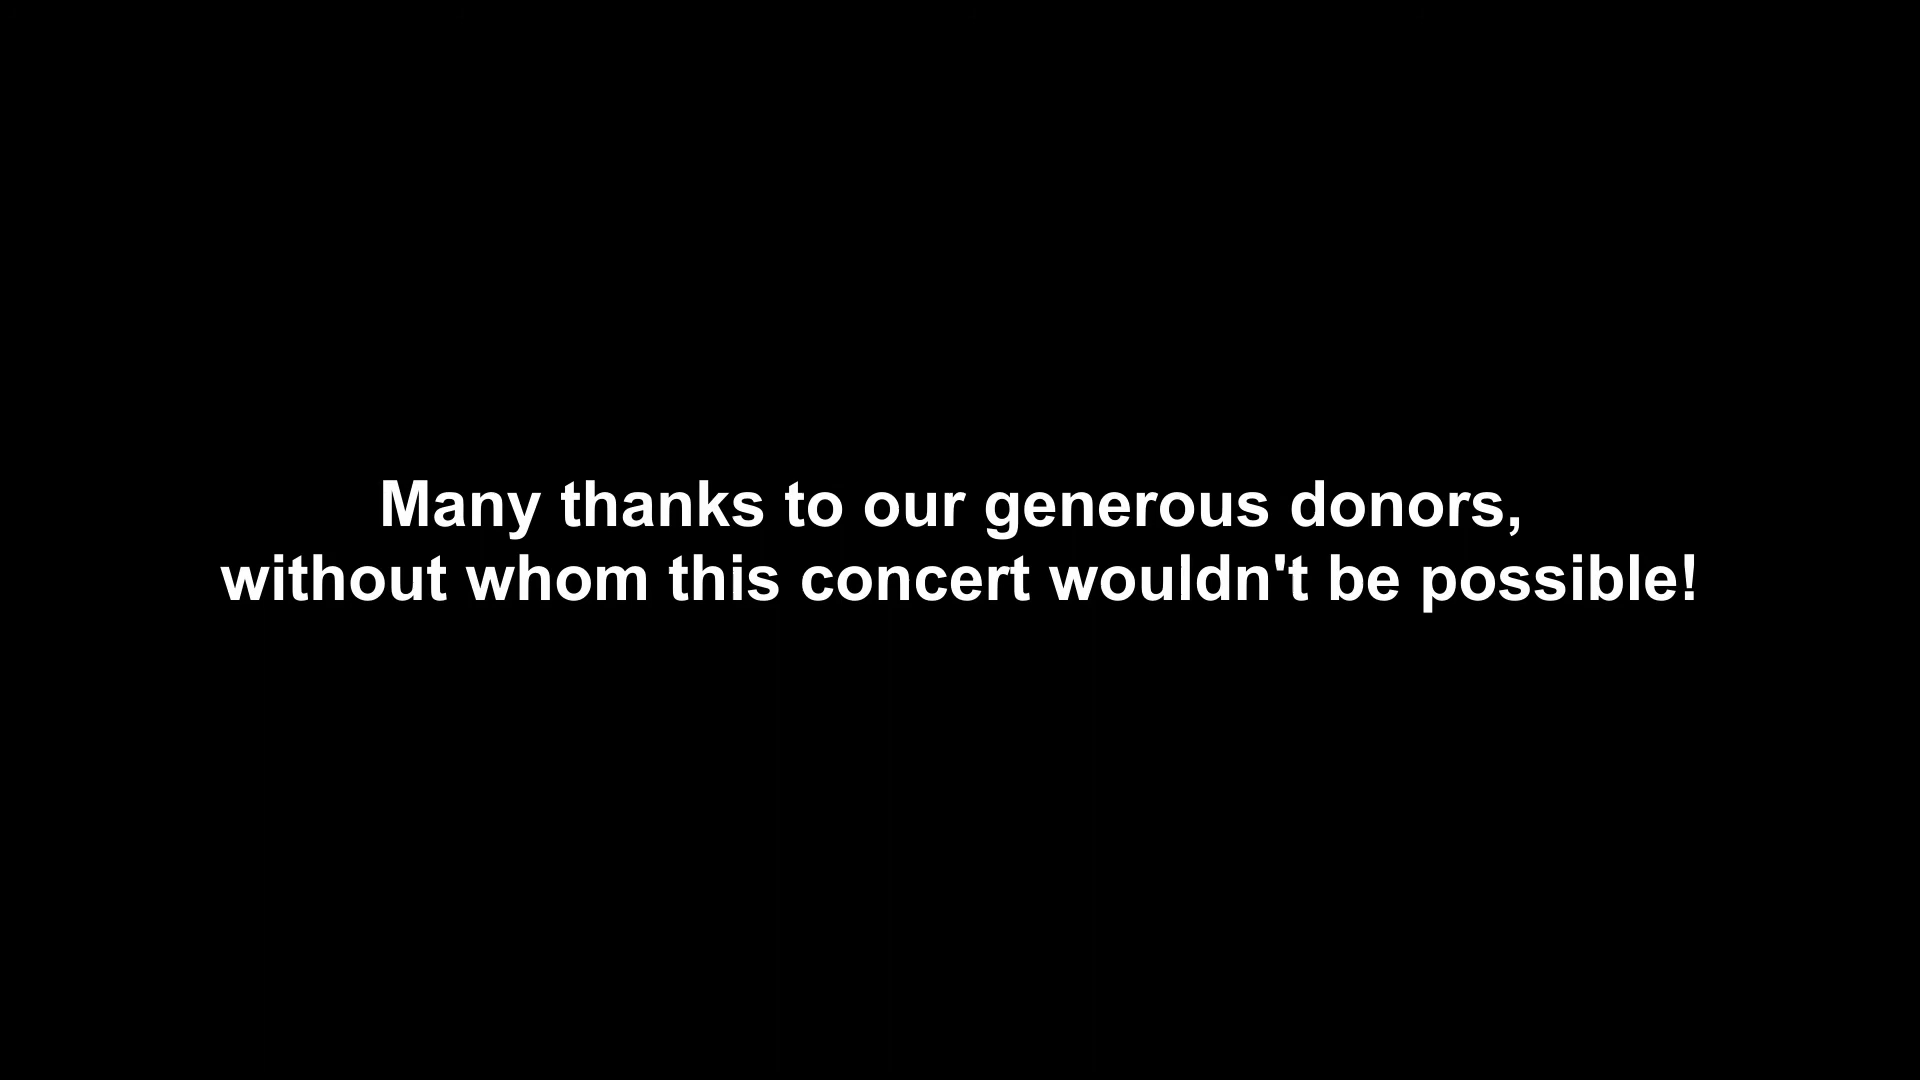 Many thanks to our generous donors,
without whom this concert wouldn't be possible!